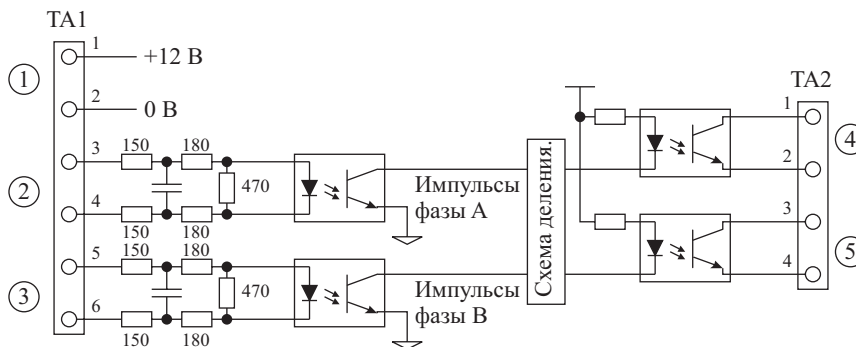 TA1
1
+12 В
①
2
0 В
3
150
180
②
470
Импульсы
фазы A
4
150
180
5
150
180
③
470
Импульсы
фазы B
6
150
180
Схема деления.
TA2
1
④
2
3
⑤
4